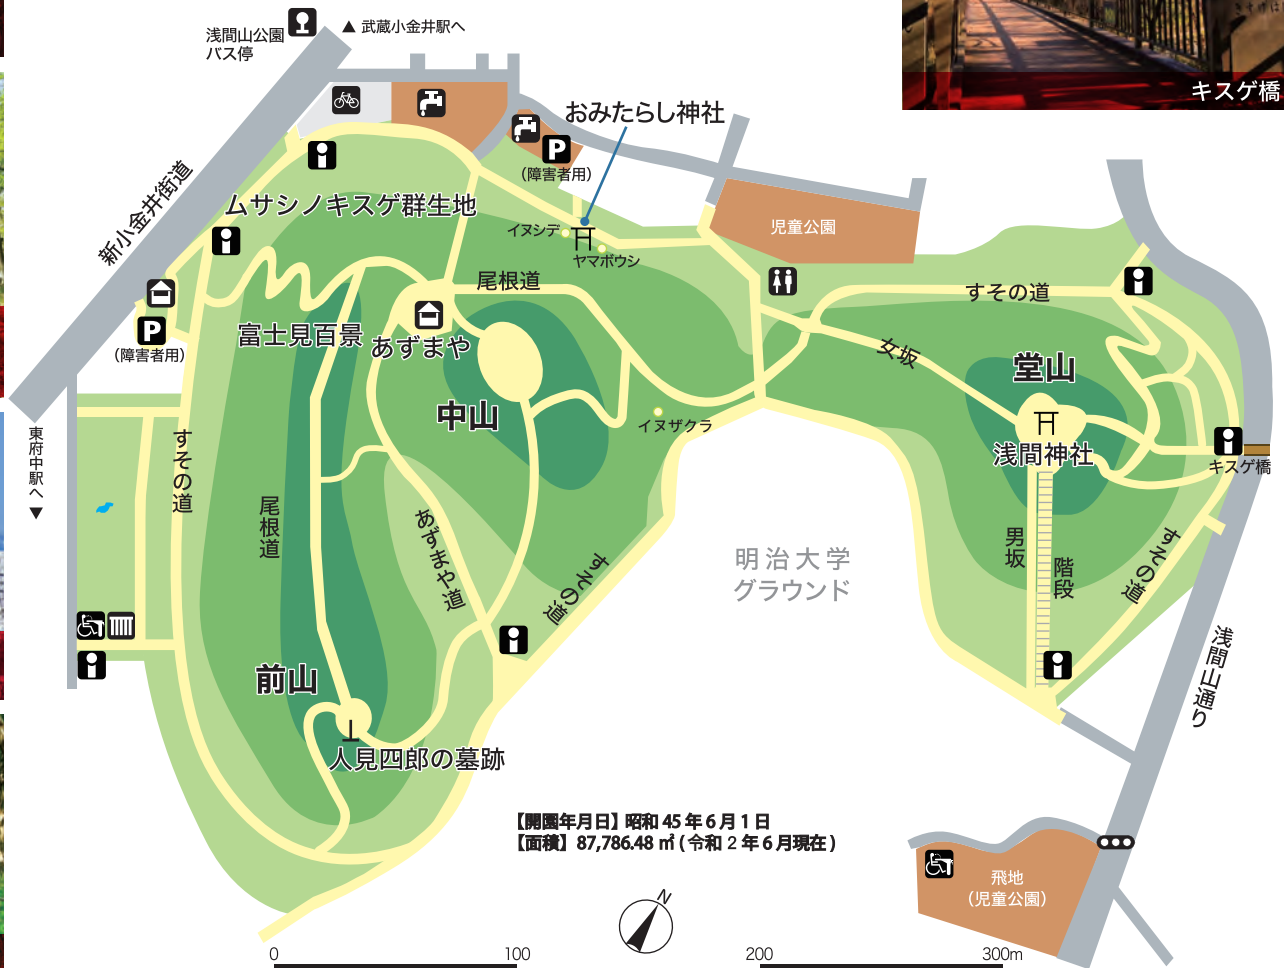 浅間山公園
バス停
▲ 武蔵小金井駅へ
キスゲ橋
おみたらし神社
P
(障害者用)
新小金井街道
ムサシノキスゲ群生地
イヌシデ
ヤマボウシ
児童公園
尾根道
すその道
P
(障害者用)
富士見百景
あずまや
女坂
堂山
中山
イヌザクラ
浅間神社
キスゲ橋
東府中駅へ▼
すその道
尾根道
あずまや道
すその道
明治大学
グラウンド
男坂
階段
すその道
浅間山通り
前山
人見四郎の墓跡
【開園年月日】昭和 45 年 6 月 1 日
【面積】87,786.48 ㎡ ( 令和 2 年 6 月現在 )
飛地
(児童公園)
N
0 100 200 300m